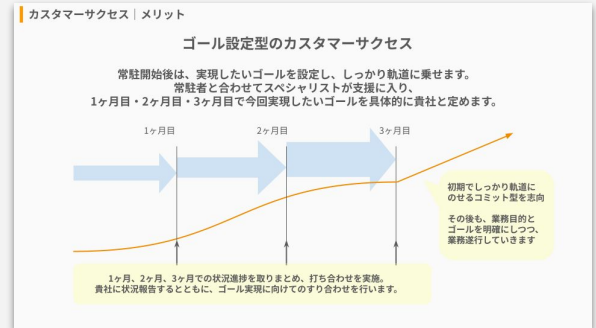 カスタマーサクセス｜メリット
ゴール設定型のカスタマーサクセス
常駐開始後は、実現したいゴールを設定し、しっかり軌道に乗せます。
常駐者と合わせてスペシャリストが支援に入り、
1ヶ月目・2ヶ月目・3ヶ月目で今回実現したいゴールを具体的に貴社と定めます。
1ヶ月目
2ヶ月目
3ヶ月目
初期でしっかり軌道に
のせるコミット型を志向
その後も、業務目的と
ゴールを明確にしつつ、
業務遂行していきます
1ヶ月、2ヶ月、3ヶ月での状況進捗を取りまとめ、打ち合わせを実施。
貴社に状況報告するとともに、ゴール実現に向けてのすり合わせを行います。